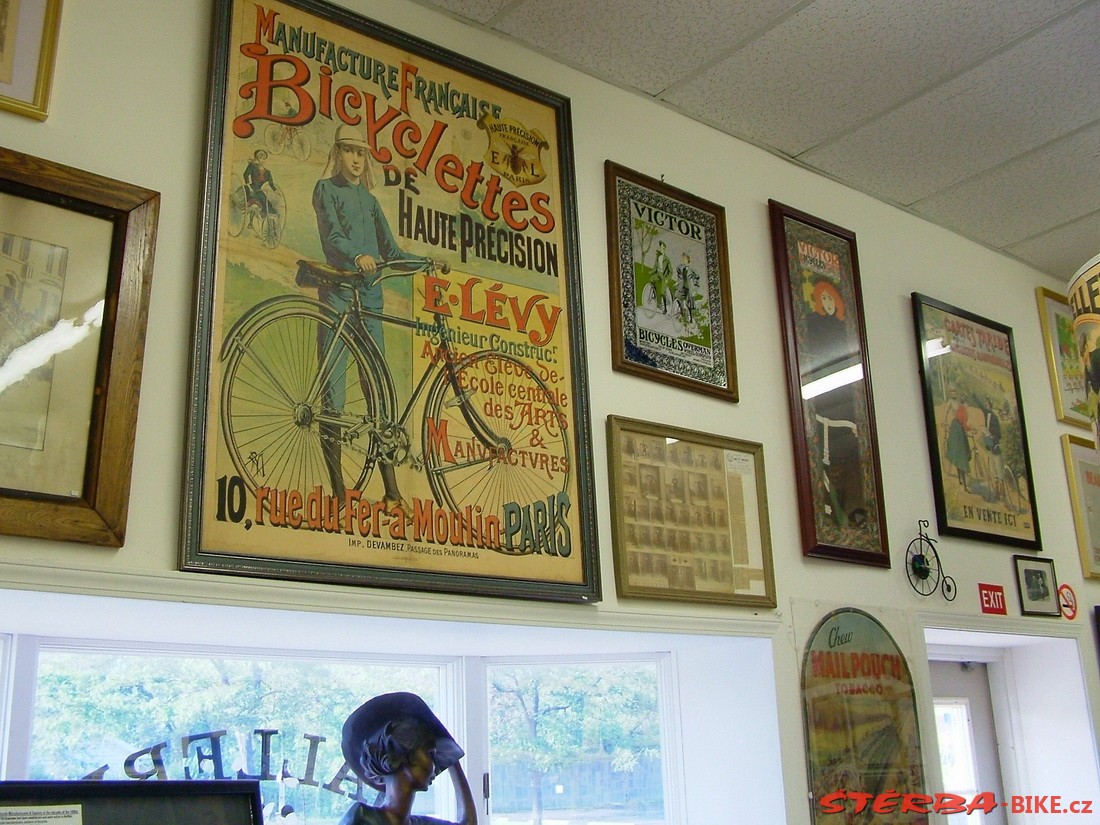 MANUFACTURE FRANÇAISE
Bicyclettes
DE
HAUTE PRÉCISION
HAUTE PRÉCISION
FRANÇAISE
E L
PARIS
E. LÉVY
Ingénieur Construc.r
Ancien Élève de
l'École centrale
des ARTS
&
MANUFACTURES
10, rue du Fer-à-Moulin PARIS
IMP. DEVAMBEZ, PASSAGE DES PANORAMAS
VICTOR
BICYCLES OVERMAN
VICTOR
EN VENTE ICI
EXIT
Chew
MAIL POUCH
TOBACCO
ŠTĚRBA-BIKE.cz